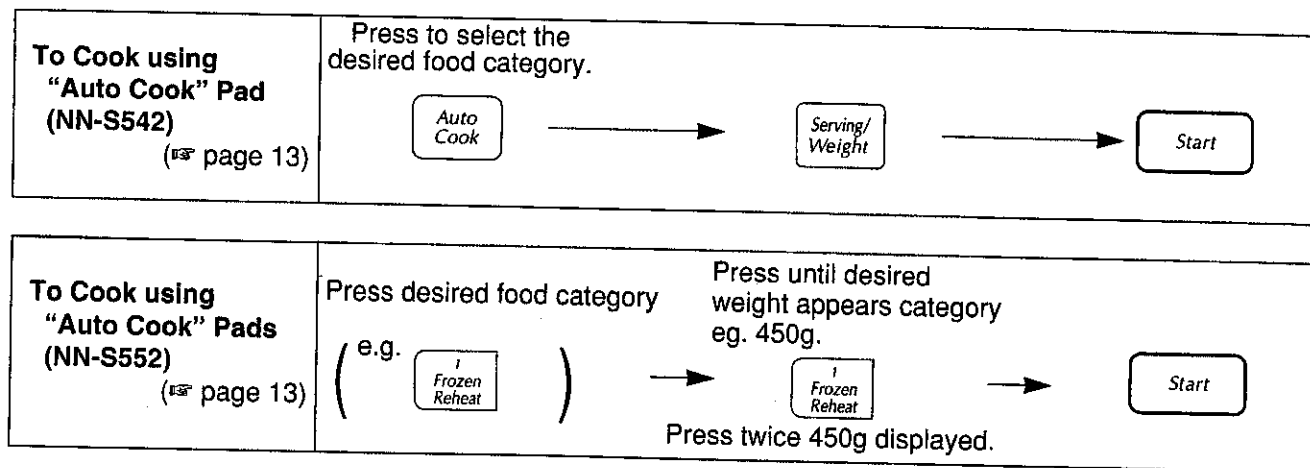 To Cook using
"Auto Cook" Pad
(NN-S542)
(☞ page 13)
Press to select the
desired food category.
Auto
Cook
Serving/
Weight
Start
To Cook using
"Auto Cook" Pads
(NN-S552)
(☞ page 13)
Press desired food category
(e.g.
1
Frozen
Reheat
)
Press until desired
weight appears category
eg. 450g.
1
Frozen
Reheat
Press twice 450g displayed.
Start